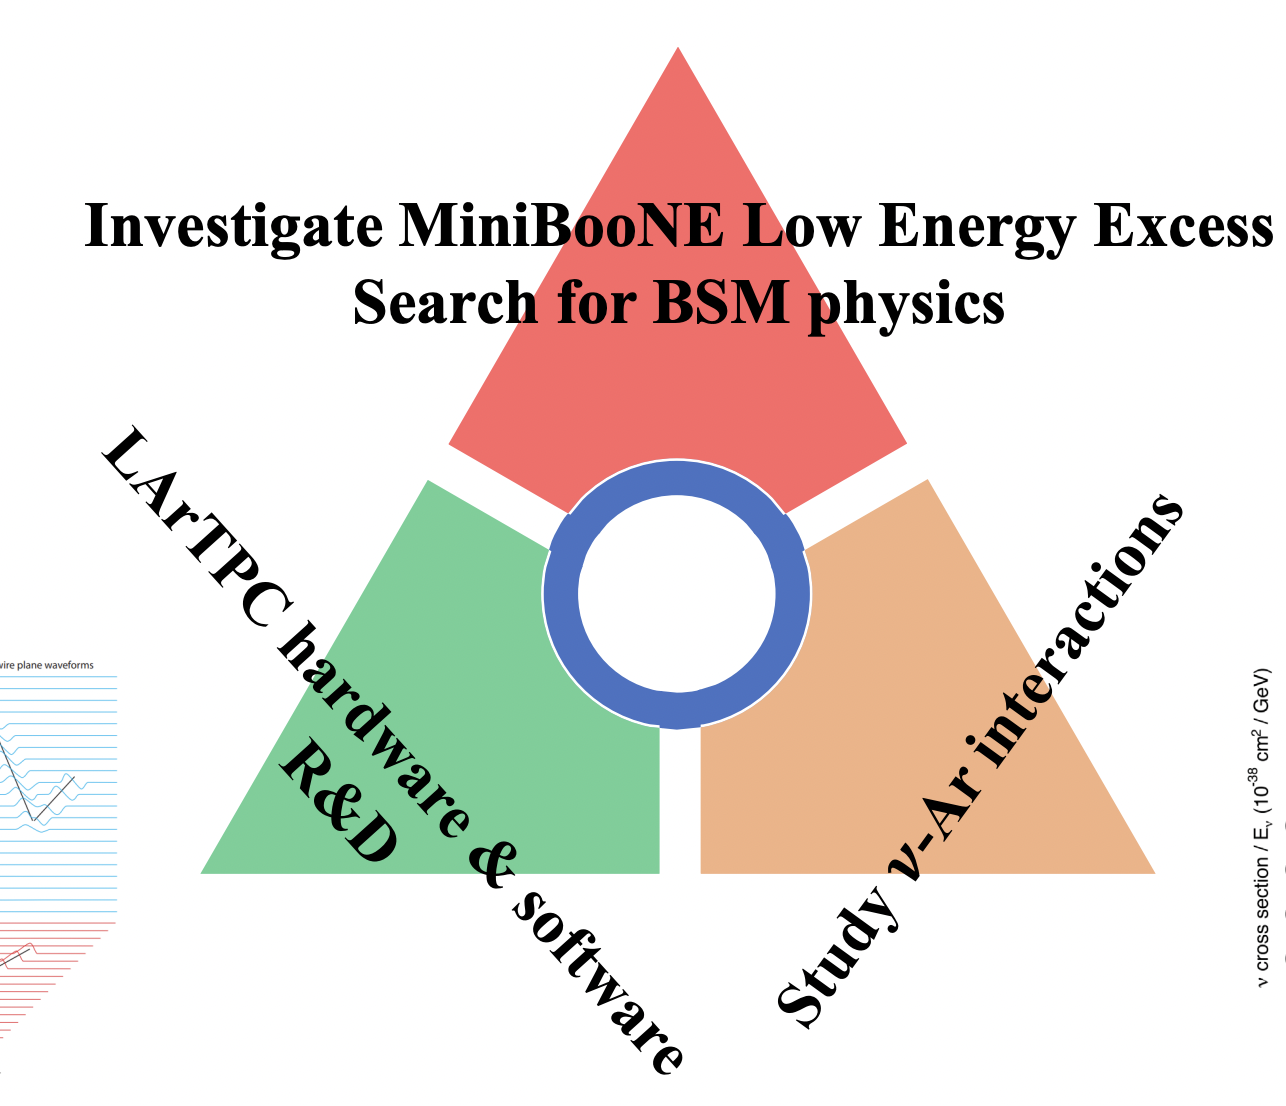 Investigate MiniBooNE Low Energy Excess
Search for BSM physics
LArTPC hardware & software
R&D
Study ν-Ar interactions
wire plane waveforms
ν cross section / Eν (10⁻³⁸ cm² / GeV)